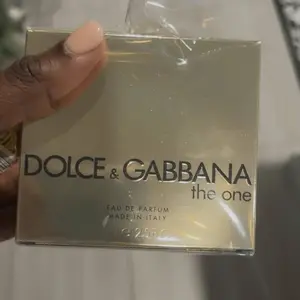 DOLCE & GABBANA
the one
EAU DE PARFUM
MADE IN ITALY